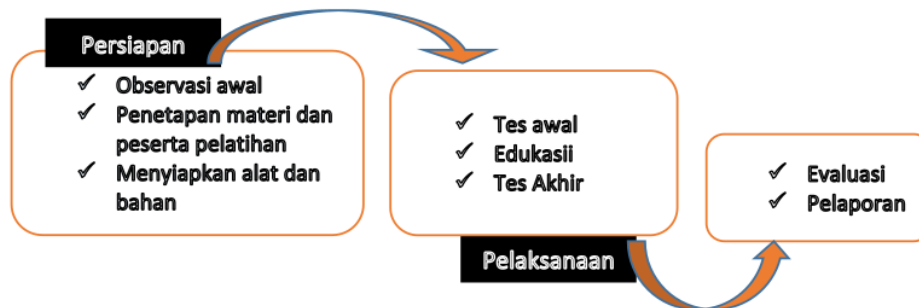 Persiapan
✓ Observasi awal
✓ Penetapan materi dan
peserta pelatihan
✓ Menyiapkan alat dan
bahan
✓ Tes awal
✓ Edukasii
✓ Tes Akhir
Pelaksanaan
✓ Evaluasi
✓ Pelaporan